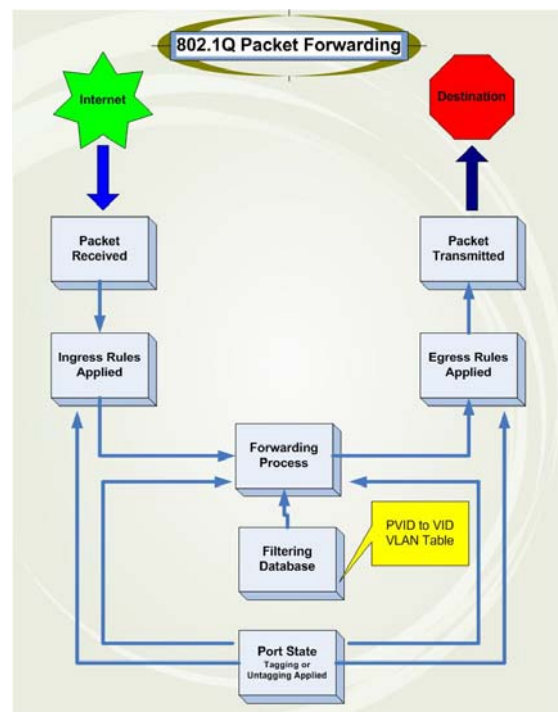 802.1Q Packet Forwarding
Internet
Destination
Packet
Received
Packet
Transmitted
Ingress Rules
Applied
Egress Rules
Applied
Forwarding
Process
PVID to VID
VLAN Table
Filtering
Database
Port State
Tagging or
Untagging Applied